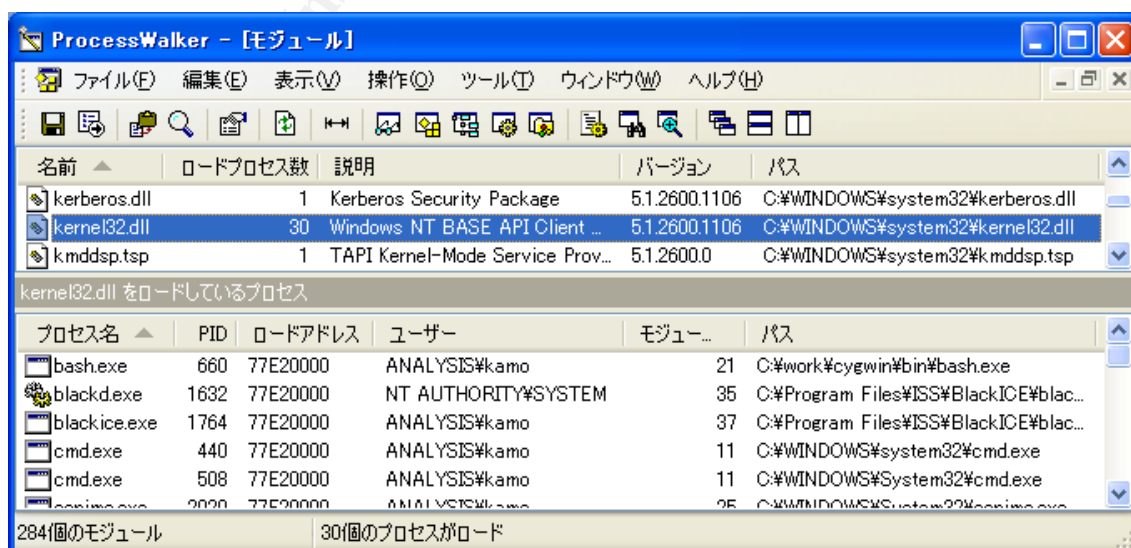 ProcessWalker - [モジュール]
ファイル(F) 編集(E) 表示(V) 操作(O) ツール(T) ウィンドウ(W) ヘルプ(H)
名前 ロードプロセス数 説明 バージョン パス
kerberos.dll 1 Kerberos Security Package 5.1.2600.1106 C:¥WINDOWS¥system32¥kerberos.dll
kernel32.dll 30 Windows NT BASE API Client ... 5.1.2600.1106 C:¥WINDOWS¥system32¥kernel32.dll
kmddsp.tsp 1 TAPI Kernel-Mode Service Prov... 5.1.2600.0 C:¥WINDOWS¥system32¥kmddsp.tsp
kernel32.dll をロードしているプロセス
プロセス名 PID ロードアドレス ユーザー モジュー... パス
bash.exe 660 77E20000 ANALYSIS¥kamo 21 C:¥work¥cygwin¥bin¥bash.exe
blackd.exe 1632 77E20000 NT AUTHORITY¥SYSTEM 35 C:¥Program Files¥ISS¥BlackICE¥blac...
blackice.exe 1764 77E20000 ANALYSIS¥kamo 37 C:¥Program Files¥ISS¥BlackICE¥blac...
cmd.exe 440 77E20000 ANALYSIS¥kamo 11 C:¥WINDOWS¥system32¥cmd.exe
cmd.exe 508 77E20000 ANALYSIS¥kamo 11 C:¥WINDOWS¥System32¥cmd.exe
284個のモジュール 30個のプロセスがロード